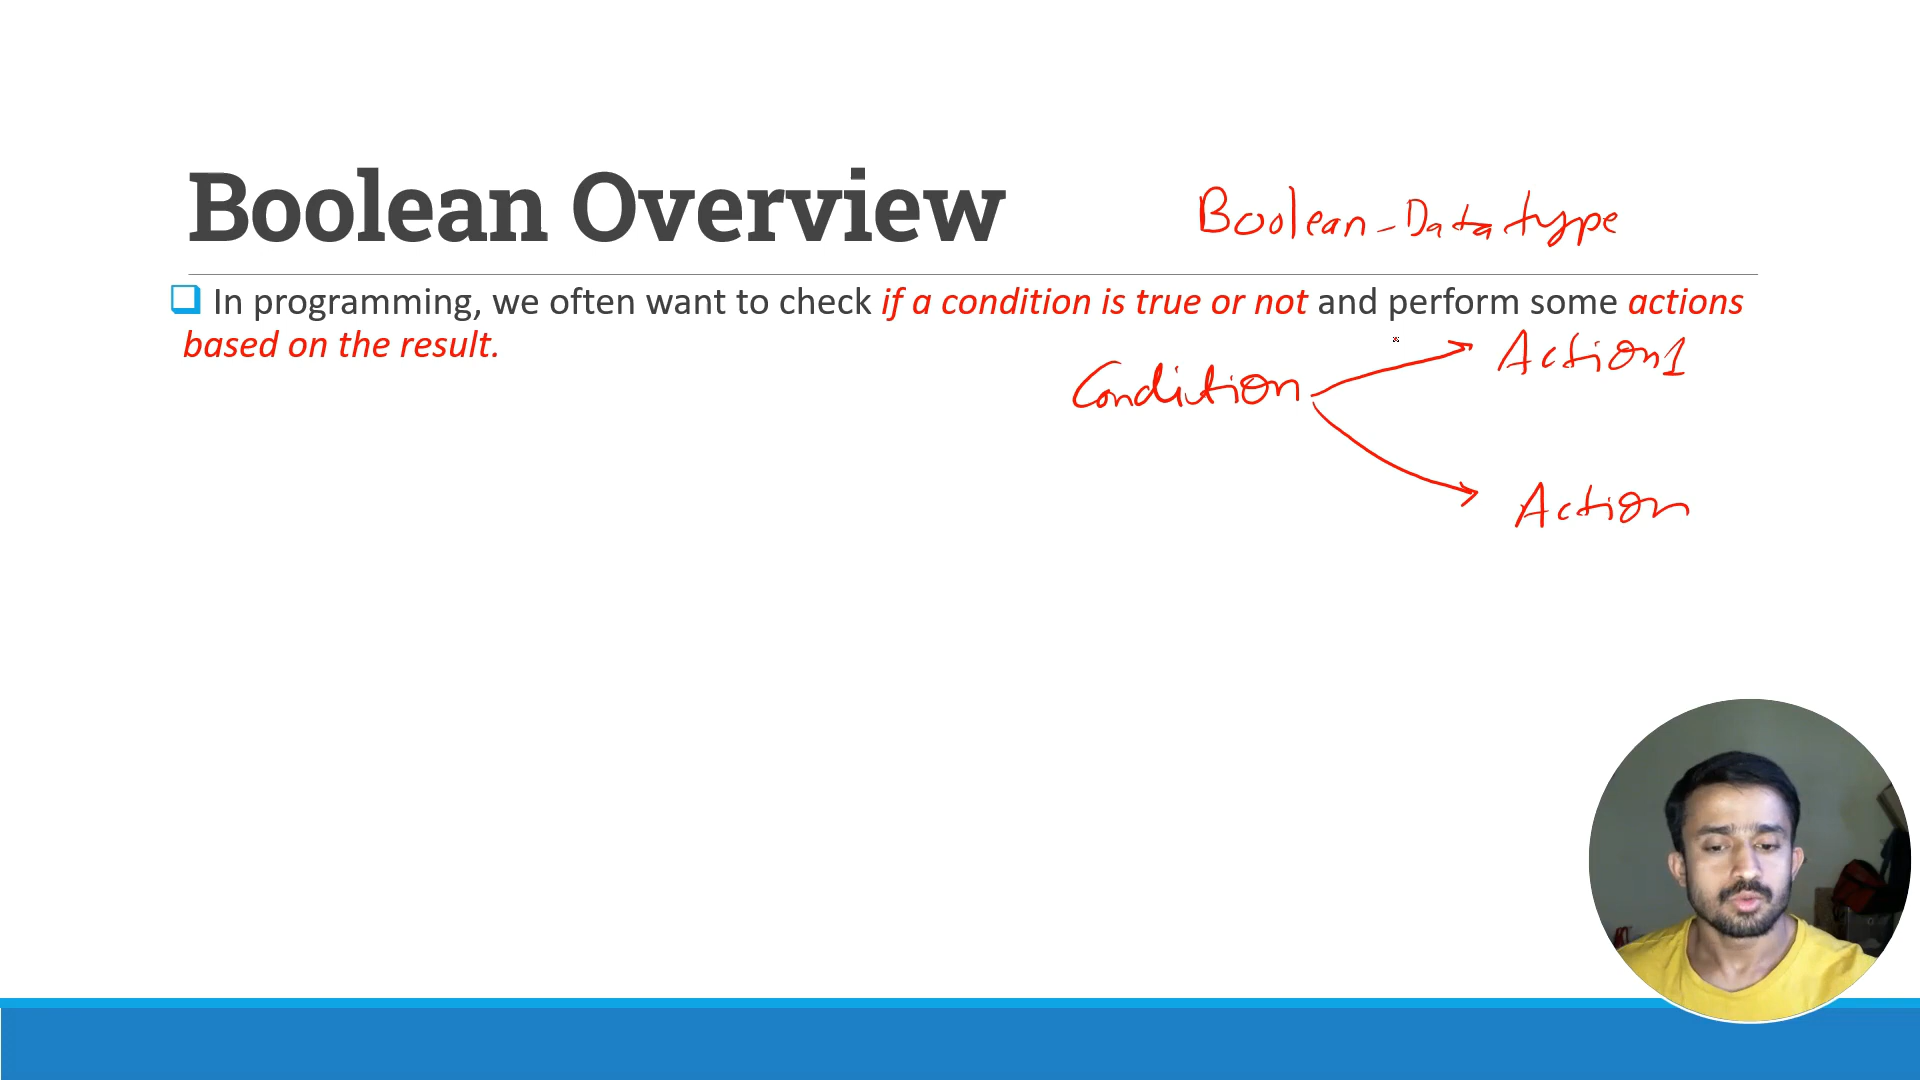 Boolean Overview
Boolean - Datatype
In programming, we often want to check if a condition is true or not and perform some actions
based on the result.
Action1
Condition
Action